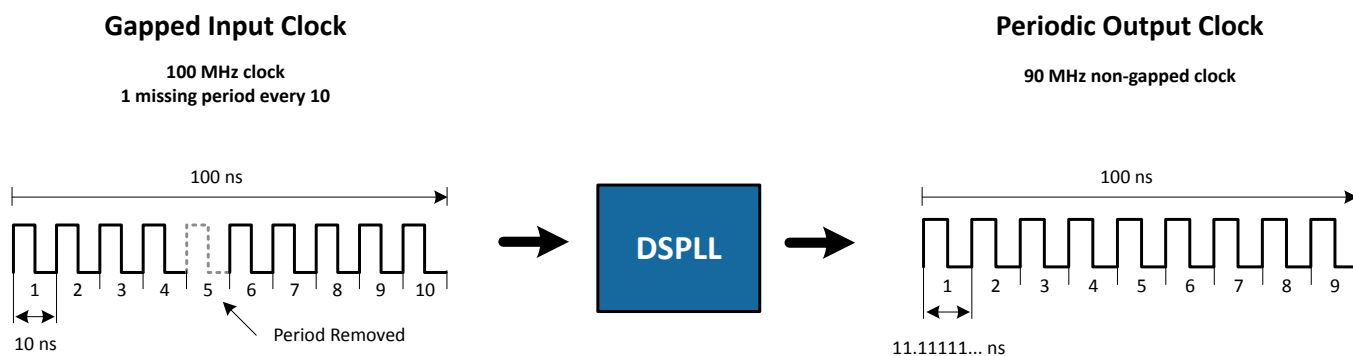 Gapped Input Clock
100 MHz clock
1 missing period every 10
100 ns
1 2 3 4 5 6 7 8 9 10
10 ns
Period Removed
DSPLL
Periodic Output Clock
90 MHz non-gapped clock
100 ns
1 2 3 4 5 6 7 8 9
11.11111... ns